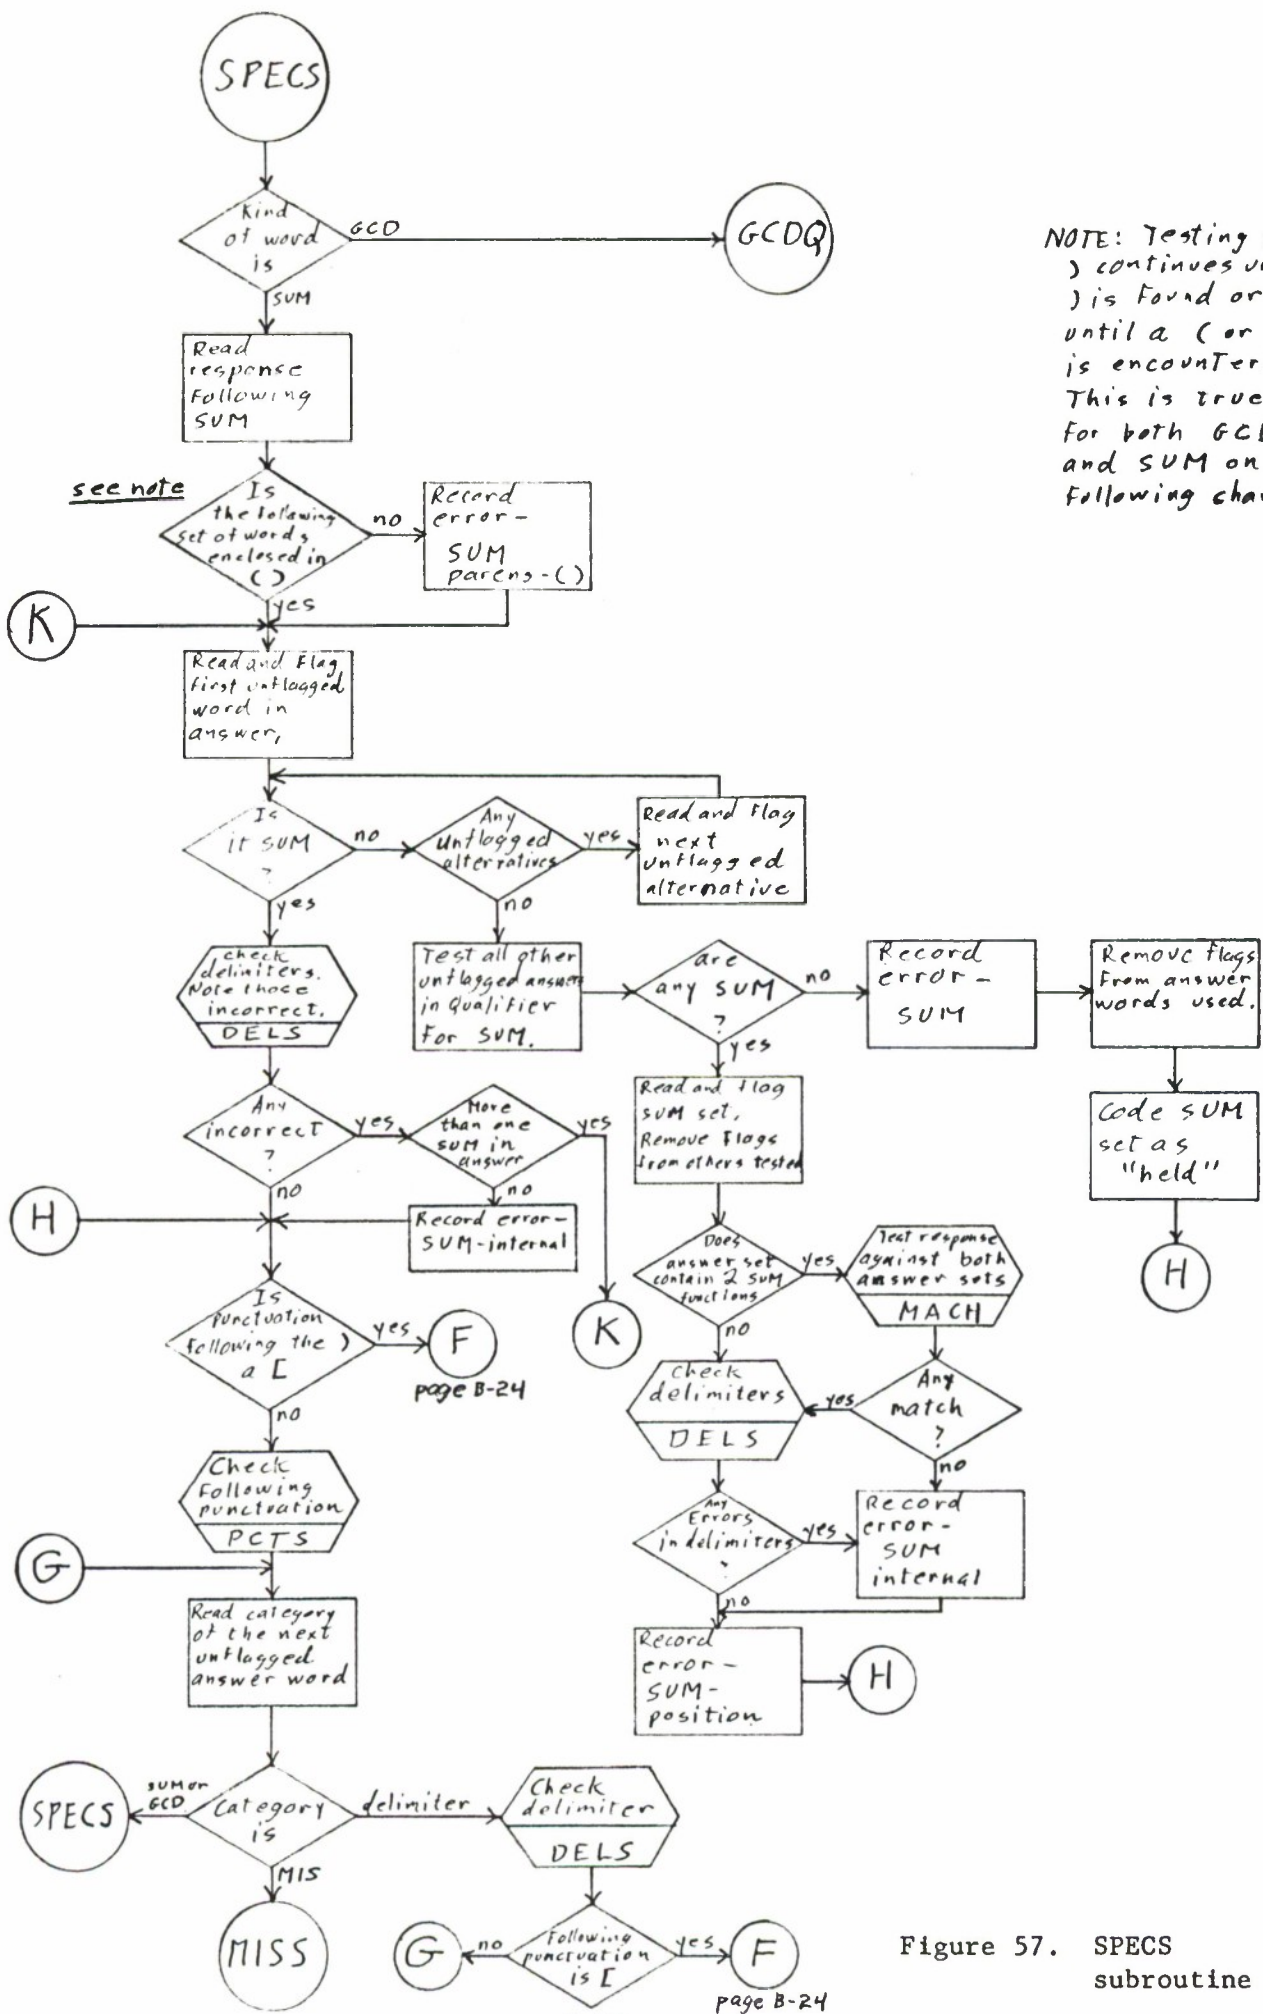 SPECS
Kind
of word
is
GCD
GCDQ
SUM
NOTE: Testing
) continues
) is found or
until a ( or
is encounter
This is true
for both GCD
and SUM on
following
Read
response
following
SUM
see note
Is
the following
set of words
enclosed in
( )
no
Record
error-
SUM
parens-( )
yes
K
Read and Flag
first unflagged
word in
answer,
Is
it SUM
?
no
Any
unflagged
alternatives
yes
Read and Flag
next
unflagged
alternative
yes
no
check
delimiters.
Note those
incorrect.
DELS
Test all other
unflagged answers
in Qualifier
For SUM.
are
any SUM
?
no
Record
error-
SUM
Remove flags
from answer
words used.
yes
Read and flag
SUM set,
Remove Flags
from others tested
Code SUM
set as
"held"
Any
incorrect
?
yes
More
than one
SUM in
answer
yes
no
no
H
Record error-
SUM-internal
Does
answer set
contain 2 SUM
functions
yes
Test response
against both
answer sets
MACH
H
Is
punctuation
following the )
a [
yes
F
page B-24
K
no
no
Check
delimiters
DELS
yes
Any
match
?
no
Check
Following
punctuation
PCTS
Any
Errors
in delimiters
?
yes
Record
error-
SUM
internal
G
no
Read category
of the next
unflagged
answer word
Record
error-
SUM-
position
H
SPECS
SUM or
GCD
Category
is
delimiter
Check
delimiter
DELS
MIS
MISS
G
no
Following
punctuation
is [
yes
F
page B-24
Figure 57. SPECS
subroutine